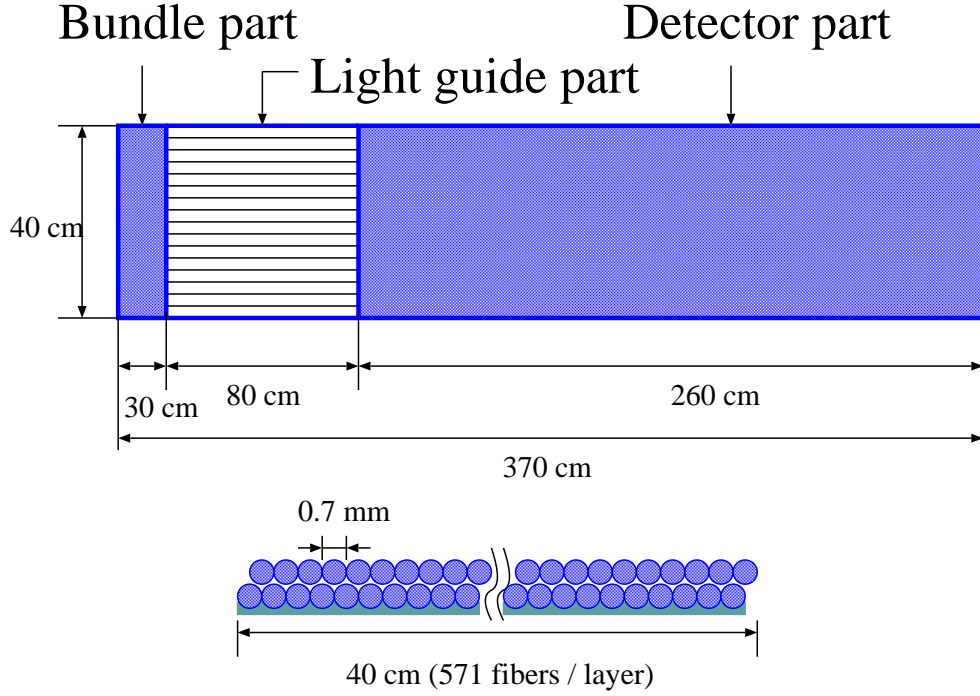 Bundle part
Detector part
Light guide part
40 cm
30 cm
80 cm
260 cm
370 cm
0.7 mm
40 cm (571 fibers / layer)